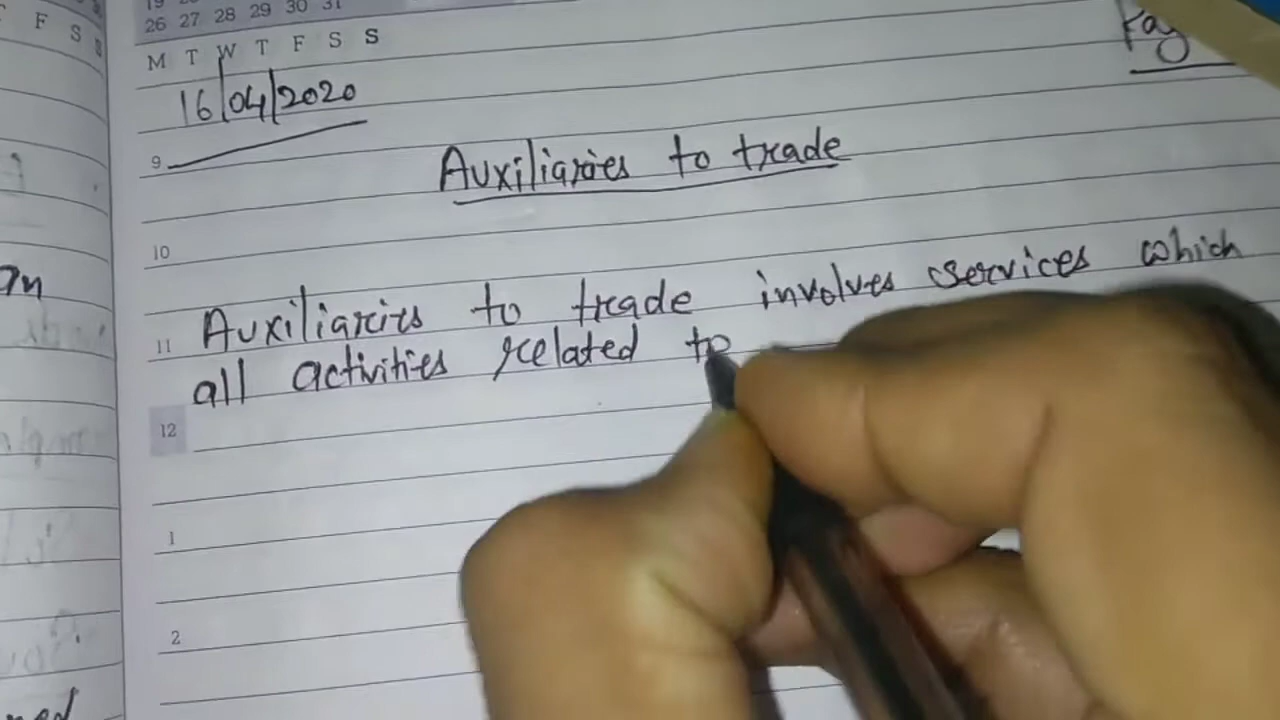 F S S
26 27 28 29 30 31
M T W T F S S
16/04/2020
9
Auxiliaries to trade
10
Auxiliaries to trade involves services which
11
all activities related to
12
1
2